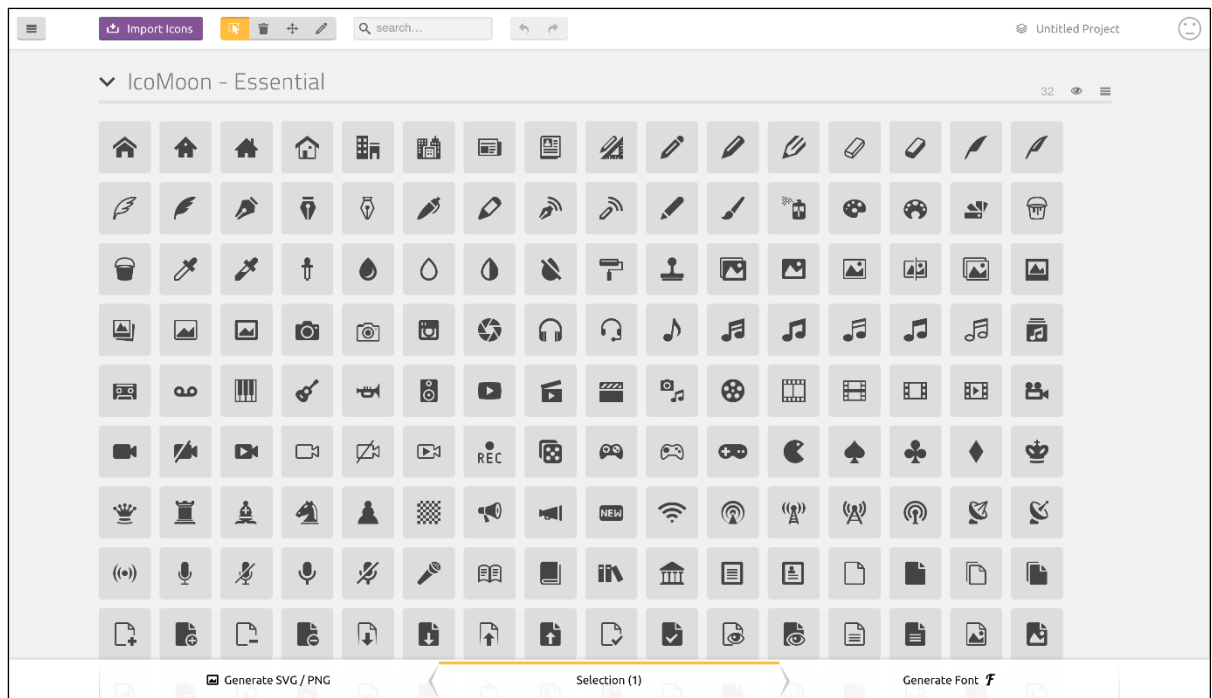 Import Icons
search...
Untitled Project
IcoMoon - Essential
32
REC
NEW
Generate SVG / PNG
Selection (1)
Generate Font